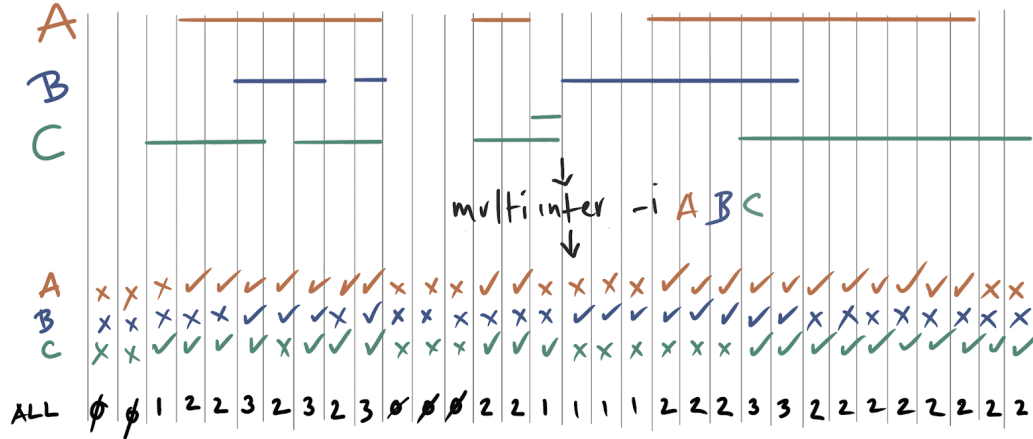 A
B
C
multiinter -i A B C
A × × × ✓ ✓ ✓ ✓ ✓ ✓ ✓ × × × ✓ ✓ × × × × ✓ ✓ ✓ ✓ ✓ ✓ ✓ ✓ ✓ ✓ ✓ × ×
B × × × × × ✓ ✓ ✓ × ✓ × × × × × × ✓ ✓ ✓ ✓ ✓ ✓ ✓ ✓ × × × × × × × ×
C × × ✓ ✓ ✓ ✓ × ✓ ✓ ✓ × × × ✓ ✓ ✓ × × × × × × ✓ ✓ ✓ ✓ ✓ ✓ ✓ ✓ ✓ ✓
ALL ∅ ∅ 1 2 2 3 2 3 2 3 ∅ ∅ ∅ 2 2 1 1 1 1 2 2 2 3 3 2 2 2 2 2 2 2 2